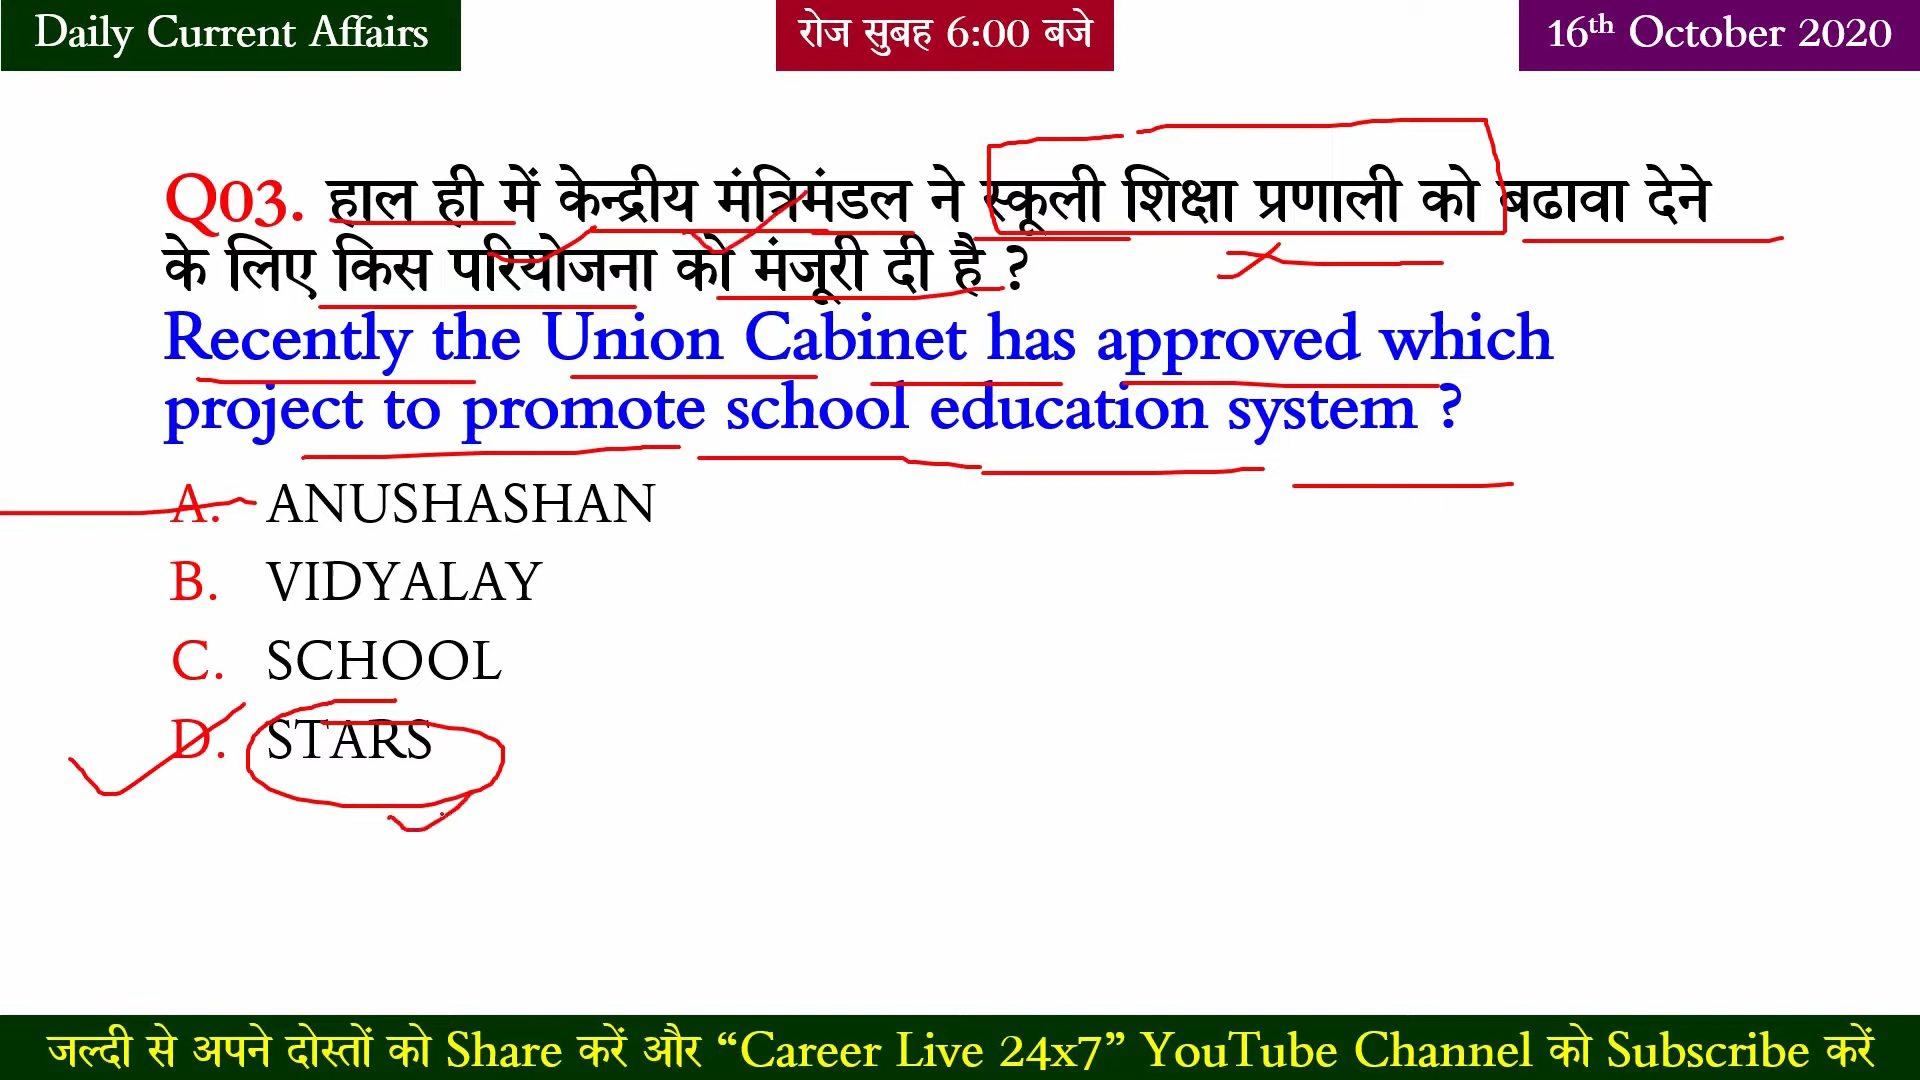 Daily Current Affairs
रोज सुबह 6:00 बजे
16th October 2020
Q03. हाल ही में केन्द्रीय मंत्रिमंडल ने स्कूली शिक्षा प्रणाली को बढावा देने
के लिए किस परियोजना को मंजूरी दी है ?
Recently the Union Cabinet has approved which
project to promote school education system ?
A. ANUSHASHAN
B. VIDYALAY
C. SCHOOL
D. STARS
जल्दी से अपने दोस्तों को Share करें और “Career Live 24x7” YouTube Channel को Subscribe करें